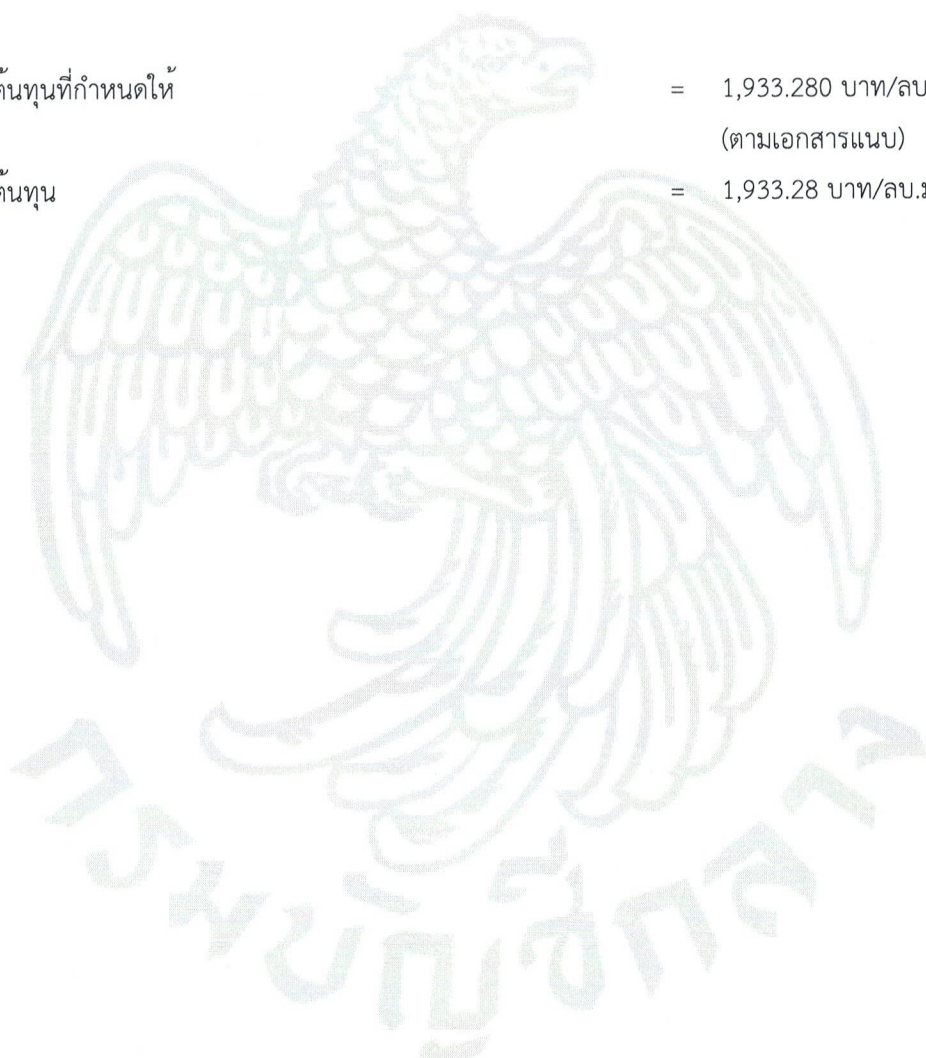 ต้นทุนที่กำหนดให้ = 1,933.280 บาท/ลบ
(ตามเอกสารแนบ)
ต้นทุน = 1,933.28 บาท/ลบ.ม
กรมบัญชีกลาง